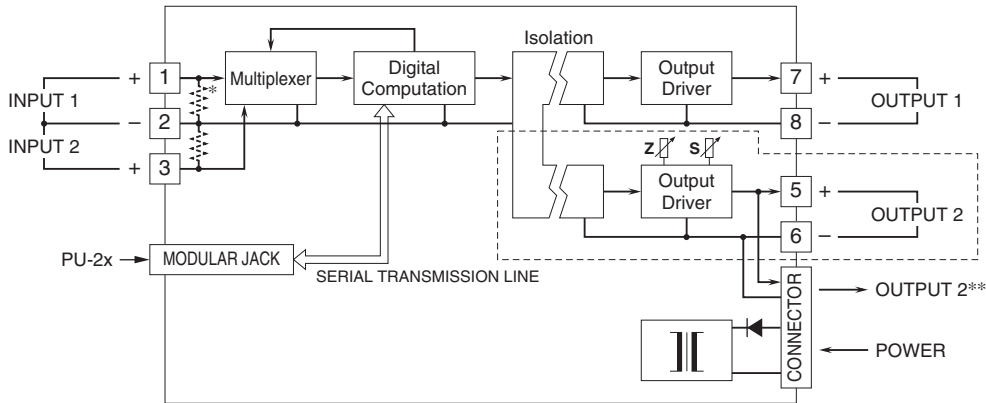 Isolation
+ 1
Multiplexer
Digital
Computation
Output
Driver
7 +
INPUT 1
*
OUTPUT 1
− 2
8 −
INPUT 2
+ 3
Z
S
Output
Driver
5 +
OUTPUT 2
6 −
PU-2x
MODULAR JACK
SERIAL TRANSMISSION LINE
CONNECTOR
OUTPUT 2**
POWER